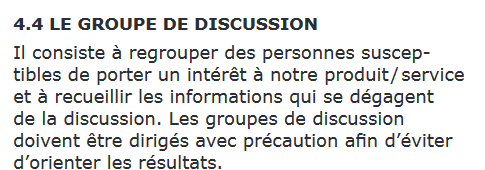 4.4 LE GROUPE DE DISCUSSION
Il consiste à regrouper des personnes suscep-
tibles de porter un intérêt à notre produit/service
et à recueillir les informations qui se dégagent
de la discussion. Les groupes de discussion
doivent être dirigés avec précaution afin d’éviter
d’orienter les résultats.